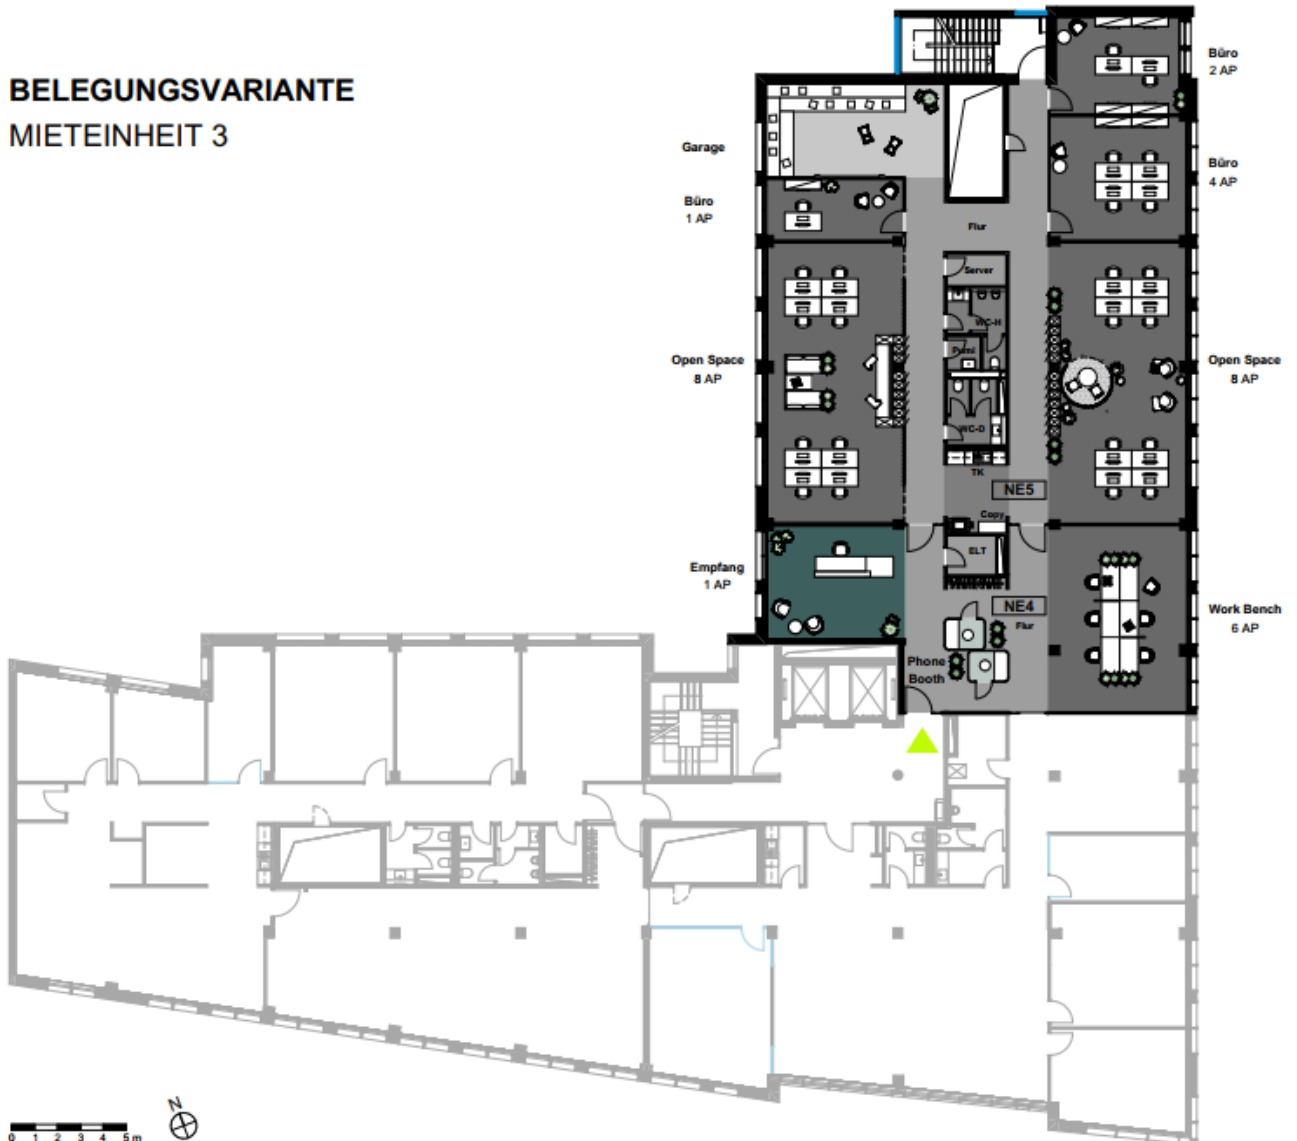 BELEGUNGSVARIANTE
MIETEINHEIT 3
Büro
2 AP
Garage
Büro
4 AP
Büro
1 AP
Flur
Server
WC-H
Pumi
Open Space
8 AP
Open Space
8 AP
WC-D
TK
NE5
Copy
ELT
Empfang
1 AP
NE4
Flur
Work Bench
6 AP
Phone
Booth
N
0 1 2 3 4 5 m